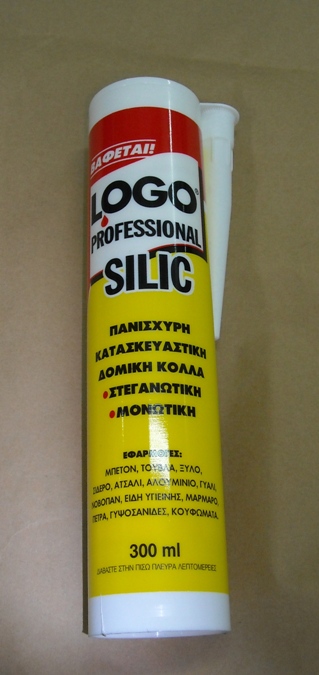 ΒΑΦΕΤΑΙ!
LOGO®
PROFESSIONAL
SILIC
ΠΑΝΙΣΧΥΡΗ
ΚΑΤΑΣΚΕΥΑΣΤΙΚΗ
ΔΟΜΙΚΗ ΚΟΛΛΑ
•ΣΤΕΓΑΝΩΤΙΚΗ
•ΜΟΝΩΤΙΚΗ
ΕΦΑΡΜΟΓΕΣ:
ΜΠΕΤΟΝ, ΤΟΥΒΛΑ, ΞΥΛΟ,
ΣΙΔΕΡΟ, ΑΤΣΑΛΙ, ΑΛΟΥΜΙΝΙΟ, ΓΥΑΛΙ,
ΝΟΒΟΠΑΝ, ΕΙΔΗ ΥΓΙΕΙΝΗΣ, ΜΑΡΜΑΡΟ,
ΠΕΤΡΑ, ΓΥΨΟΣΑΝΙΔΕΣ, ΚΟΥΦΩΜΑΤΑ.
300 ml
ΔΙΑΒΑΣΤΕ ΣΤΗΝ ΠΙΣΩ ΠΛΕΥΡΑ ΛΕΠΤΟΜΕΡΕΙΕΣ